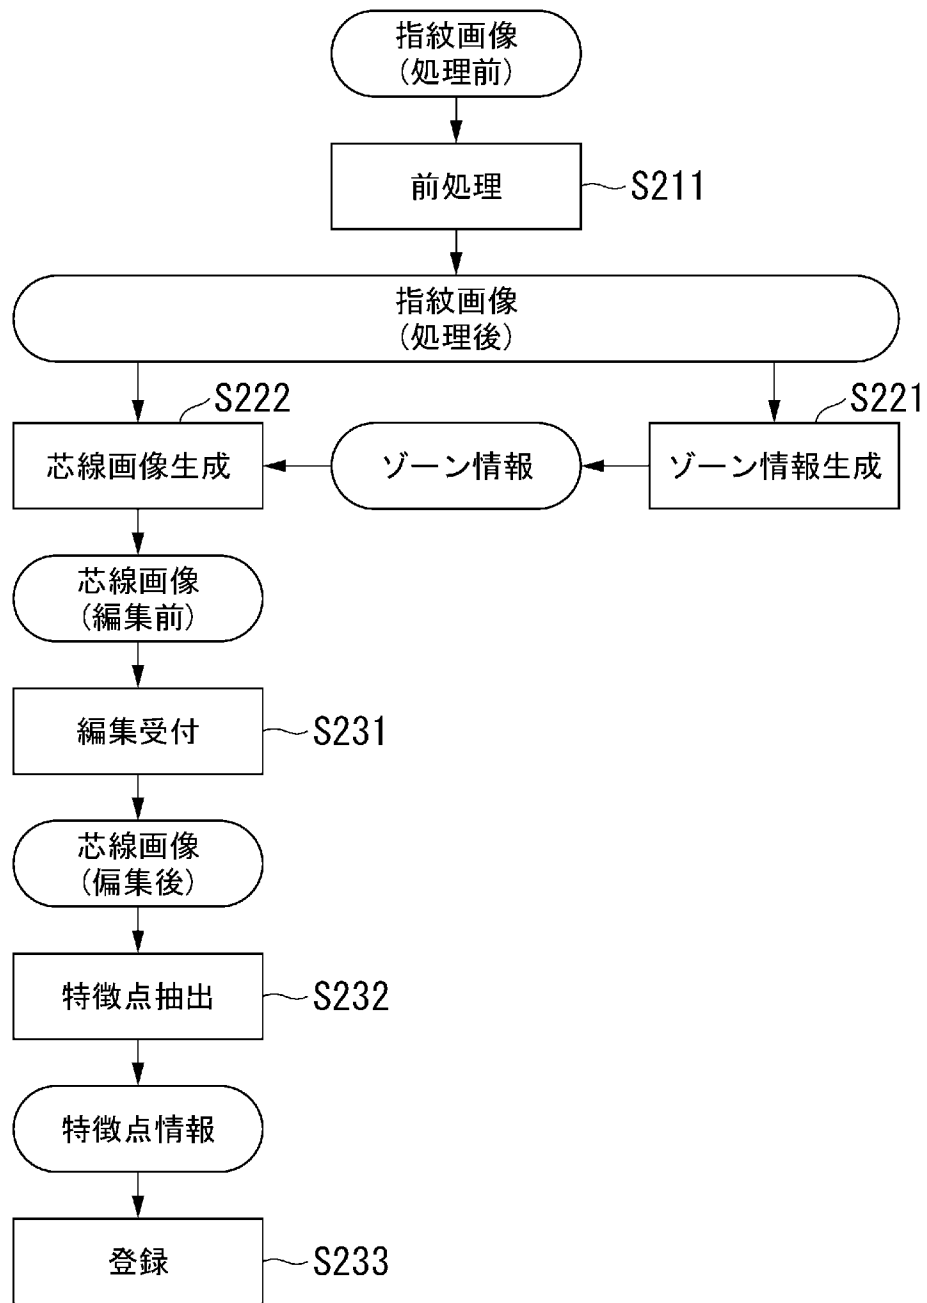 指紋画像
(処理前)
前処理
S211
指紋画像
(処理後)
S222
S221
芯線画像生成
ゾーン情報
ゾーン情報生成
芯線画像
(編集前)
編集受付
S231
芯線画像
(偏集後)
特徴点抽出
S232
特徴点情報
登録
S233